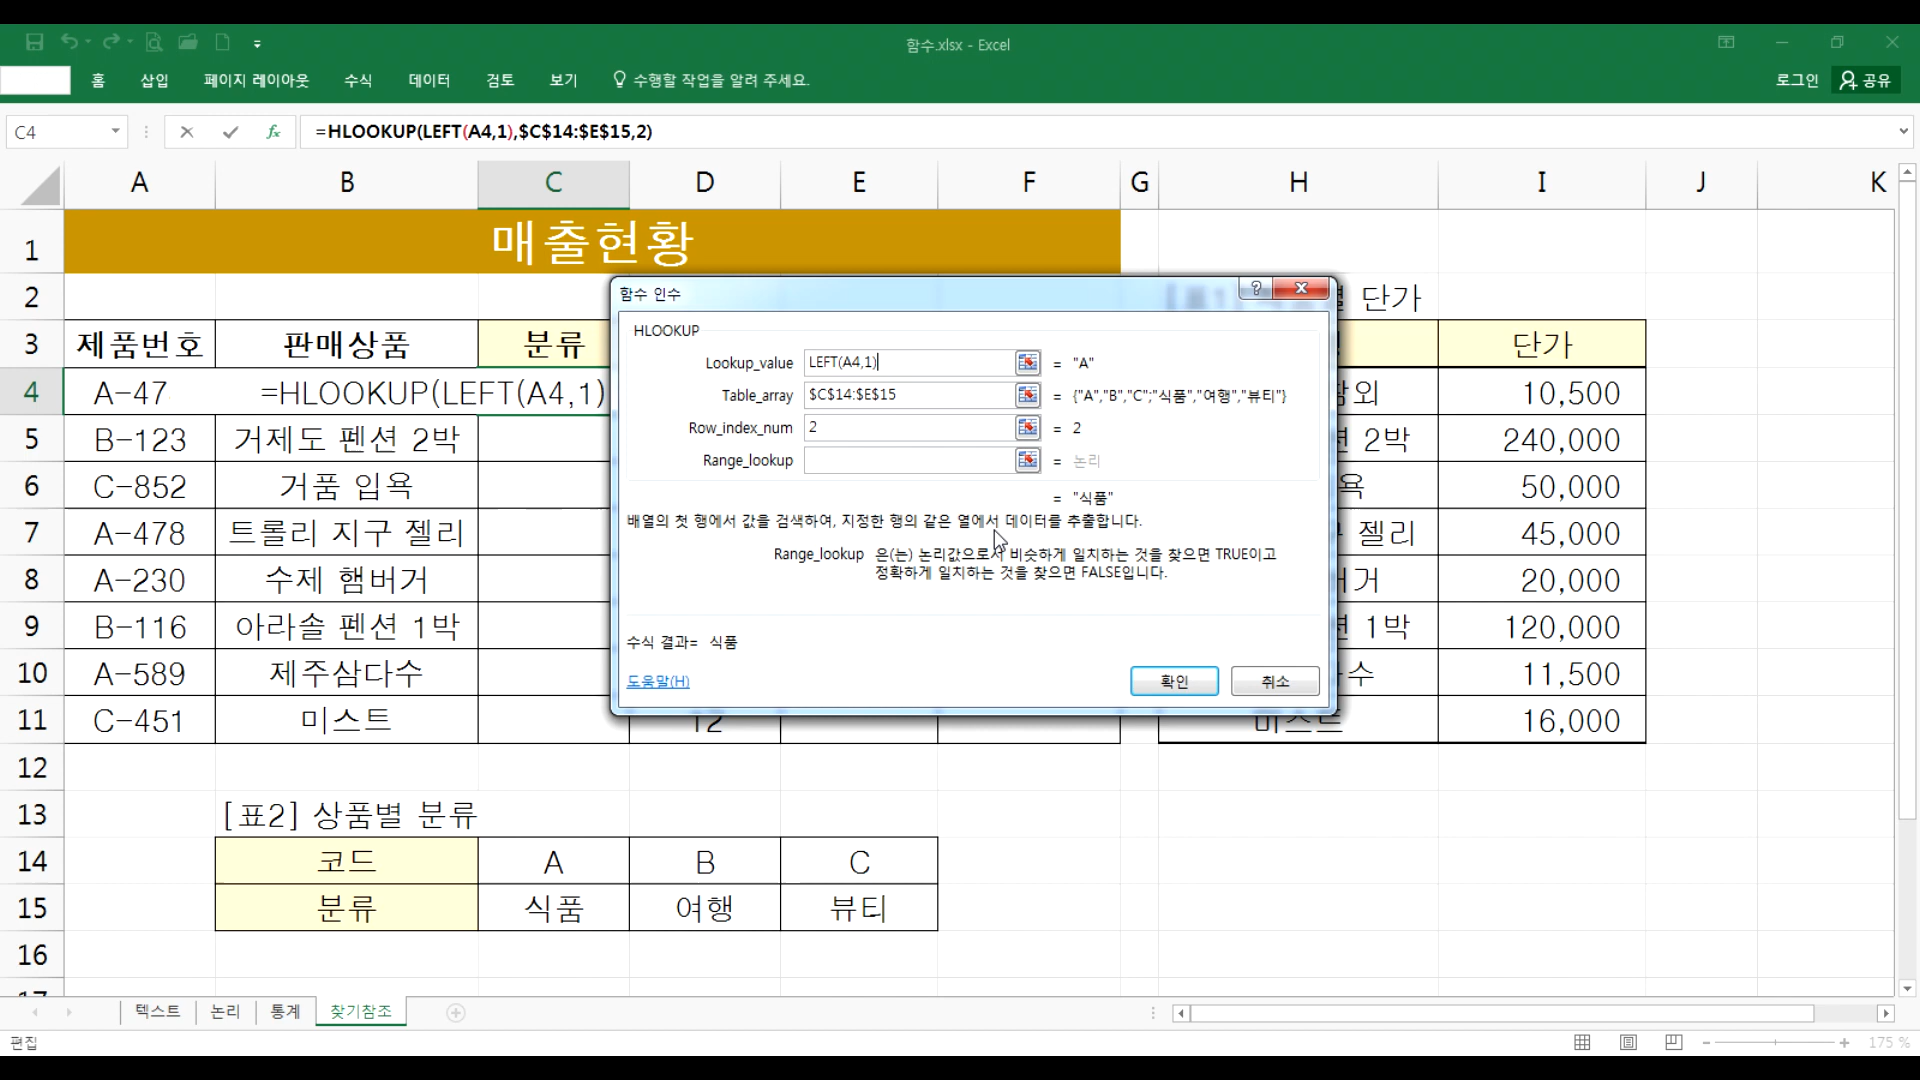 함수.xlsx - Excel
홈 삽입 페이지 레이아웃 수식 데이터 검토 보기 수행할 작업을 알려 주세요. 로그인 공유
C4 fx =HLOOKUP(LEFT(A4,1),$C$14:$E$15,2)
A B C D E F G H I J K
1 매출현황
2 별 단가
3 제품번호 판매상품 분류 단가
4 A-47 =HLOOKUP(LEFT(A4,1) 10,500
5 B-123 거제도 펜션 2박 2박 240,000
6 C-852 거품 입욕 욕 50,000
7 A-478 트롤리 지구 젤리 젤리 45,000
8 A-230 수제 햄버거 거 20,000
9 B-116 아라솔 펜션 1박 1박 120,000
10 A-589 제주삼다수 수 11,500
11 C-451 미스트 12 미스트 16,000
12
13 [표2] 상품별 분류
14 코드 A B C
15 분류 식품 여행 뷰티
16
함수 인수
HLOOKUP
Lookup_value LEFT(A4,1) = "A"
Table_array $C$14:$E$15 = {"A","B","C";"식품","여행","뷰티"}
Row_index_num 2 = 2
Range_lookup = 논리
= "식품"
배열의 첫 행에서 값을 검색하여, 지정한 행의 같은 열에서 데이터를 추출합니다.
Range_lookup 은(는) 논리값으로서 비슷하게 일치하는 것을 찾으면 TRUE이고
정확하게 일치하는 것을 찾으면 FALSE입니다.
수식 결과= 식품
도움말(H) 확인 취소
텍스트 논리 통계 찾기참조
편집 175 %